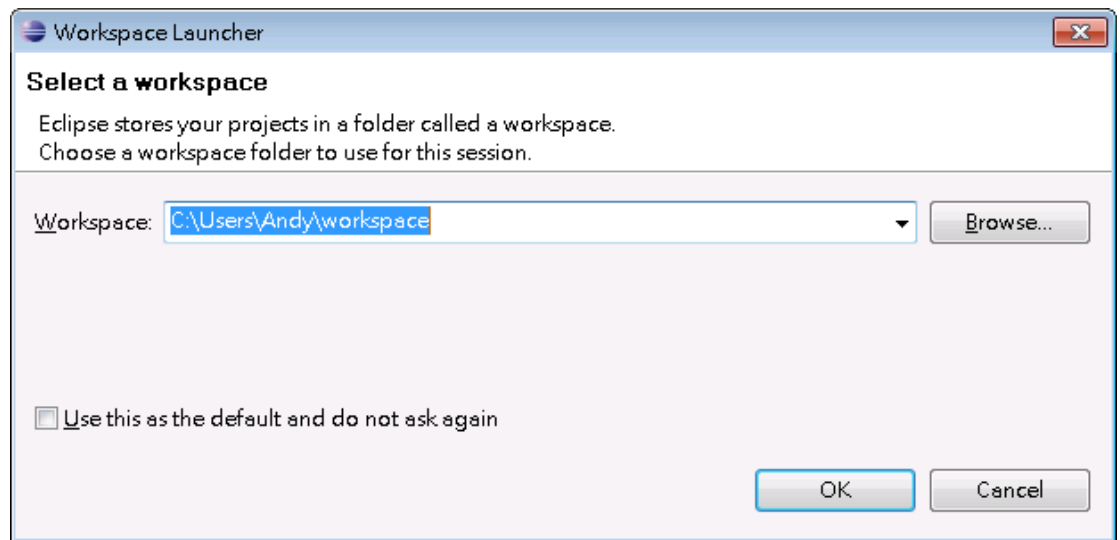 Workspace Launcher
Select a workspace
Eclipse stores your projects in a folder called a workspace.
Choose a workspace folder to use for this session.
Workspace: C:\Users\Andy\workspace Browse...
Use this as the default and do not ask again
OK Cancel